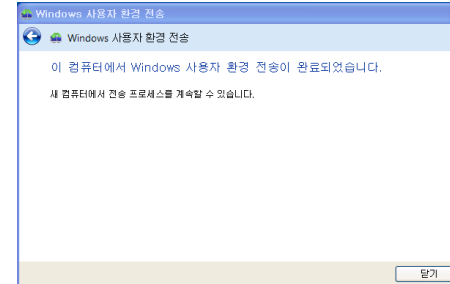 Windows 사용자 환경 전송
Windows 사용자 환경 전송
이 컴퓨터에서 Windows 사용자 환경 전송이 완료되었습니다.
새 컴퓨터에서 전송 프로세스를 계속할 수 있습니다.
닫기